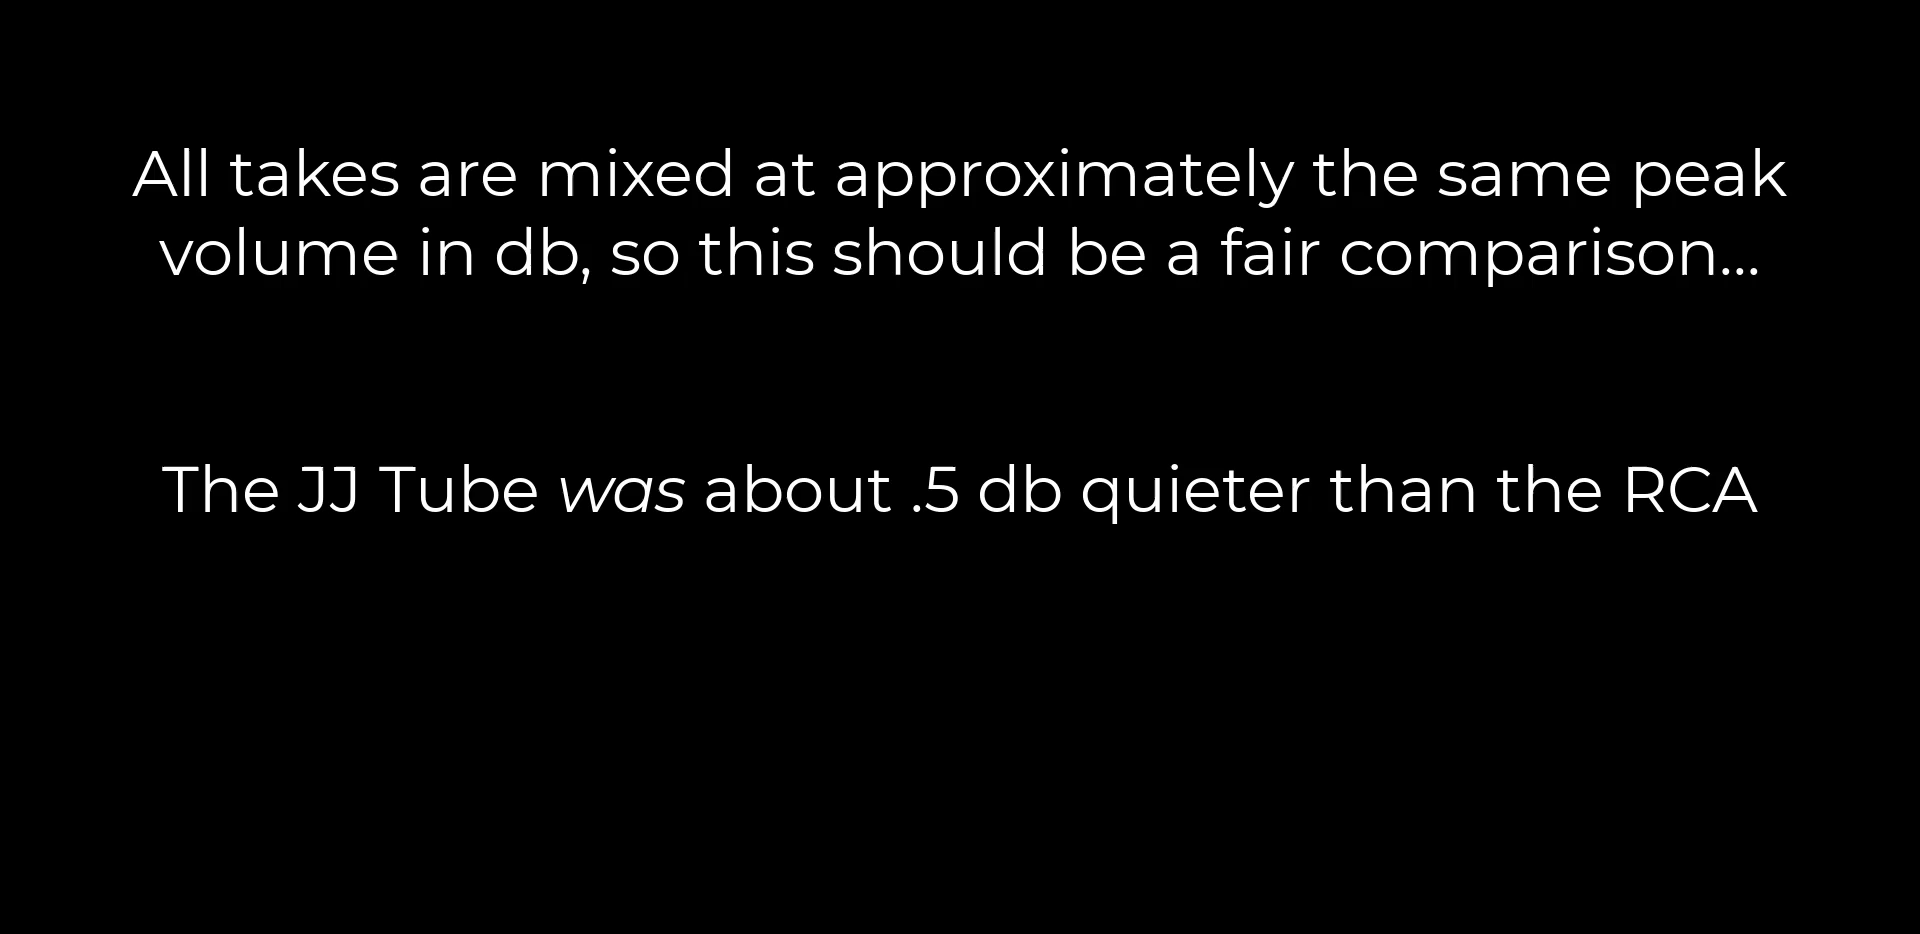 All takes are mixed at approximately the same peak
volume in db, so this should be a fair comparison...
The JJ Tube was about .5 db quieter than the RCA